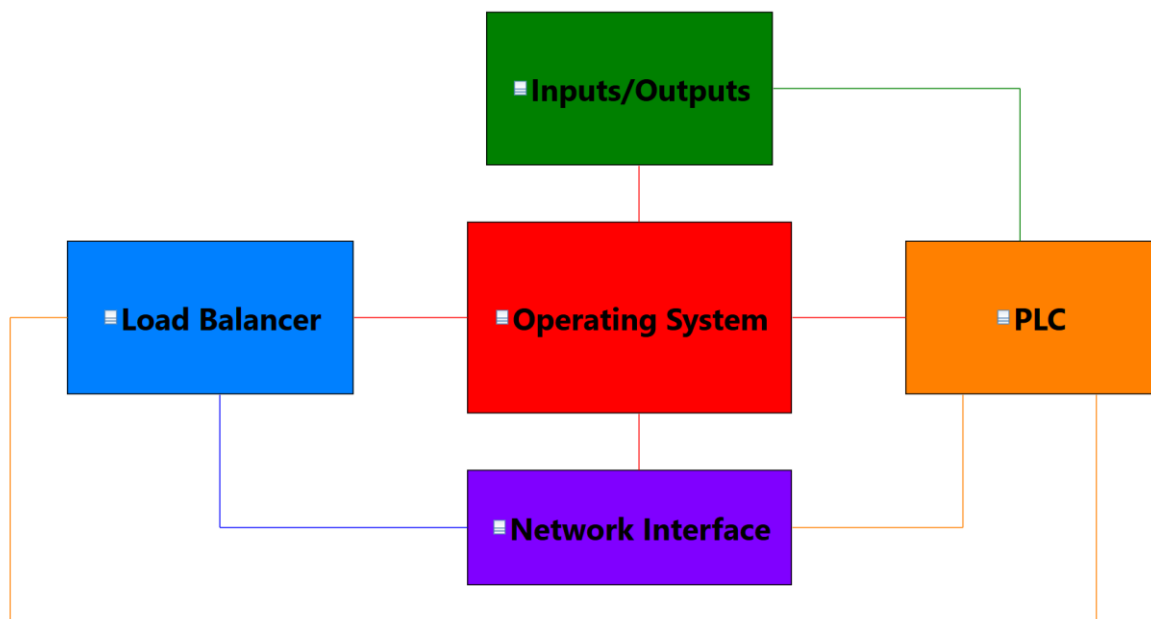 Inputs/Outputs
Load Balancer
Operating System
PLC
Network Interface